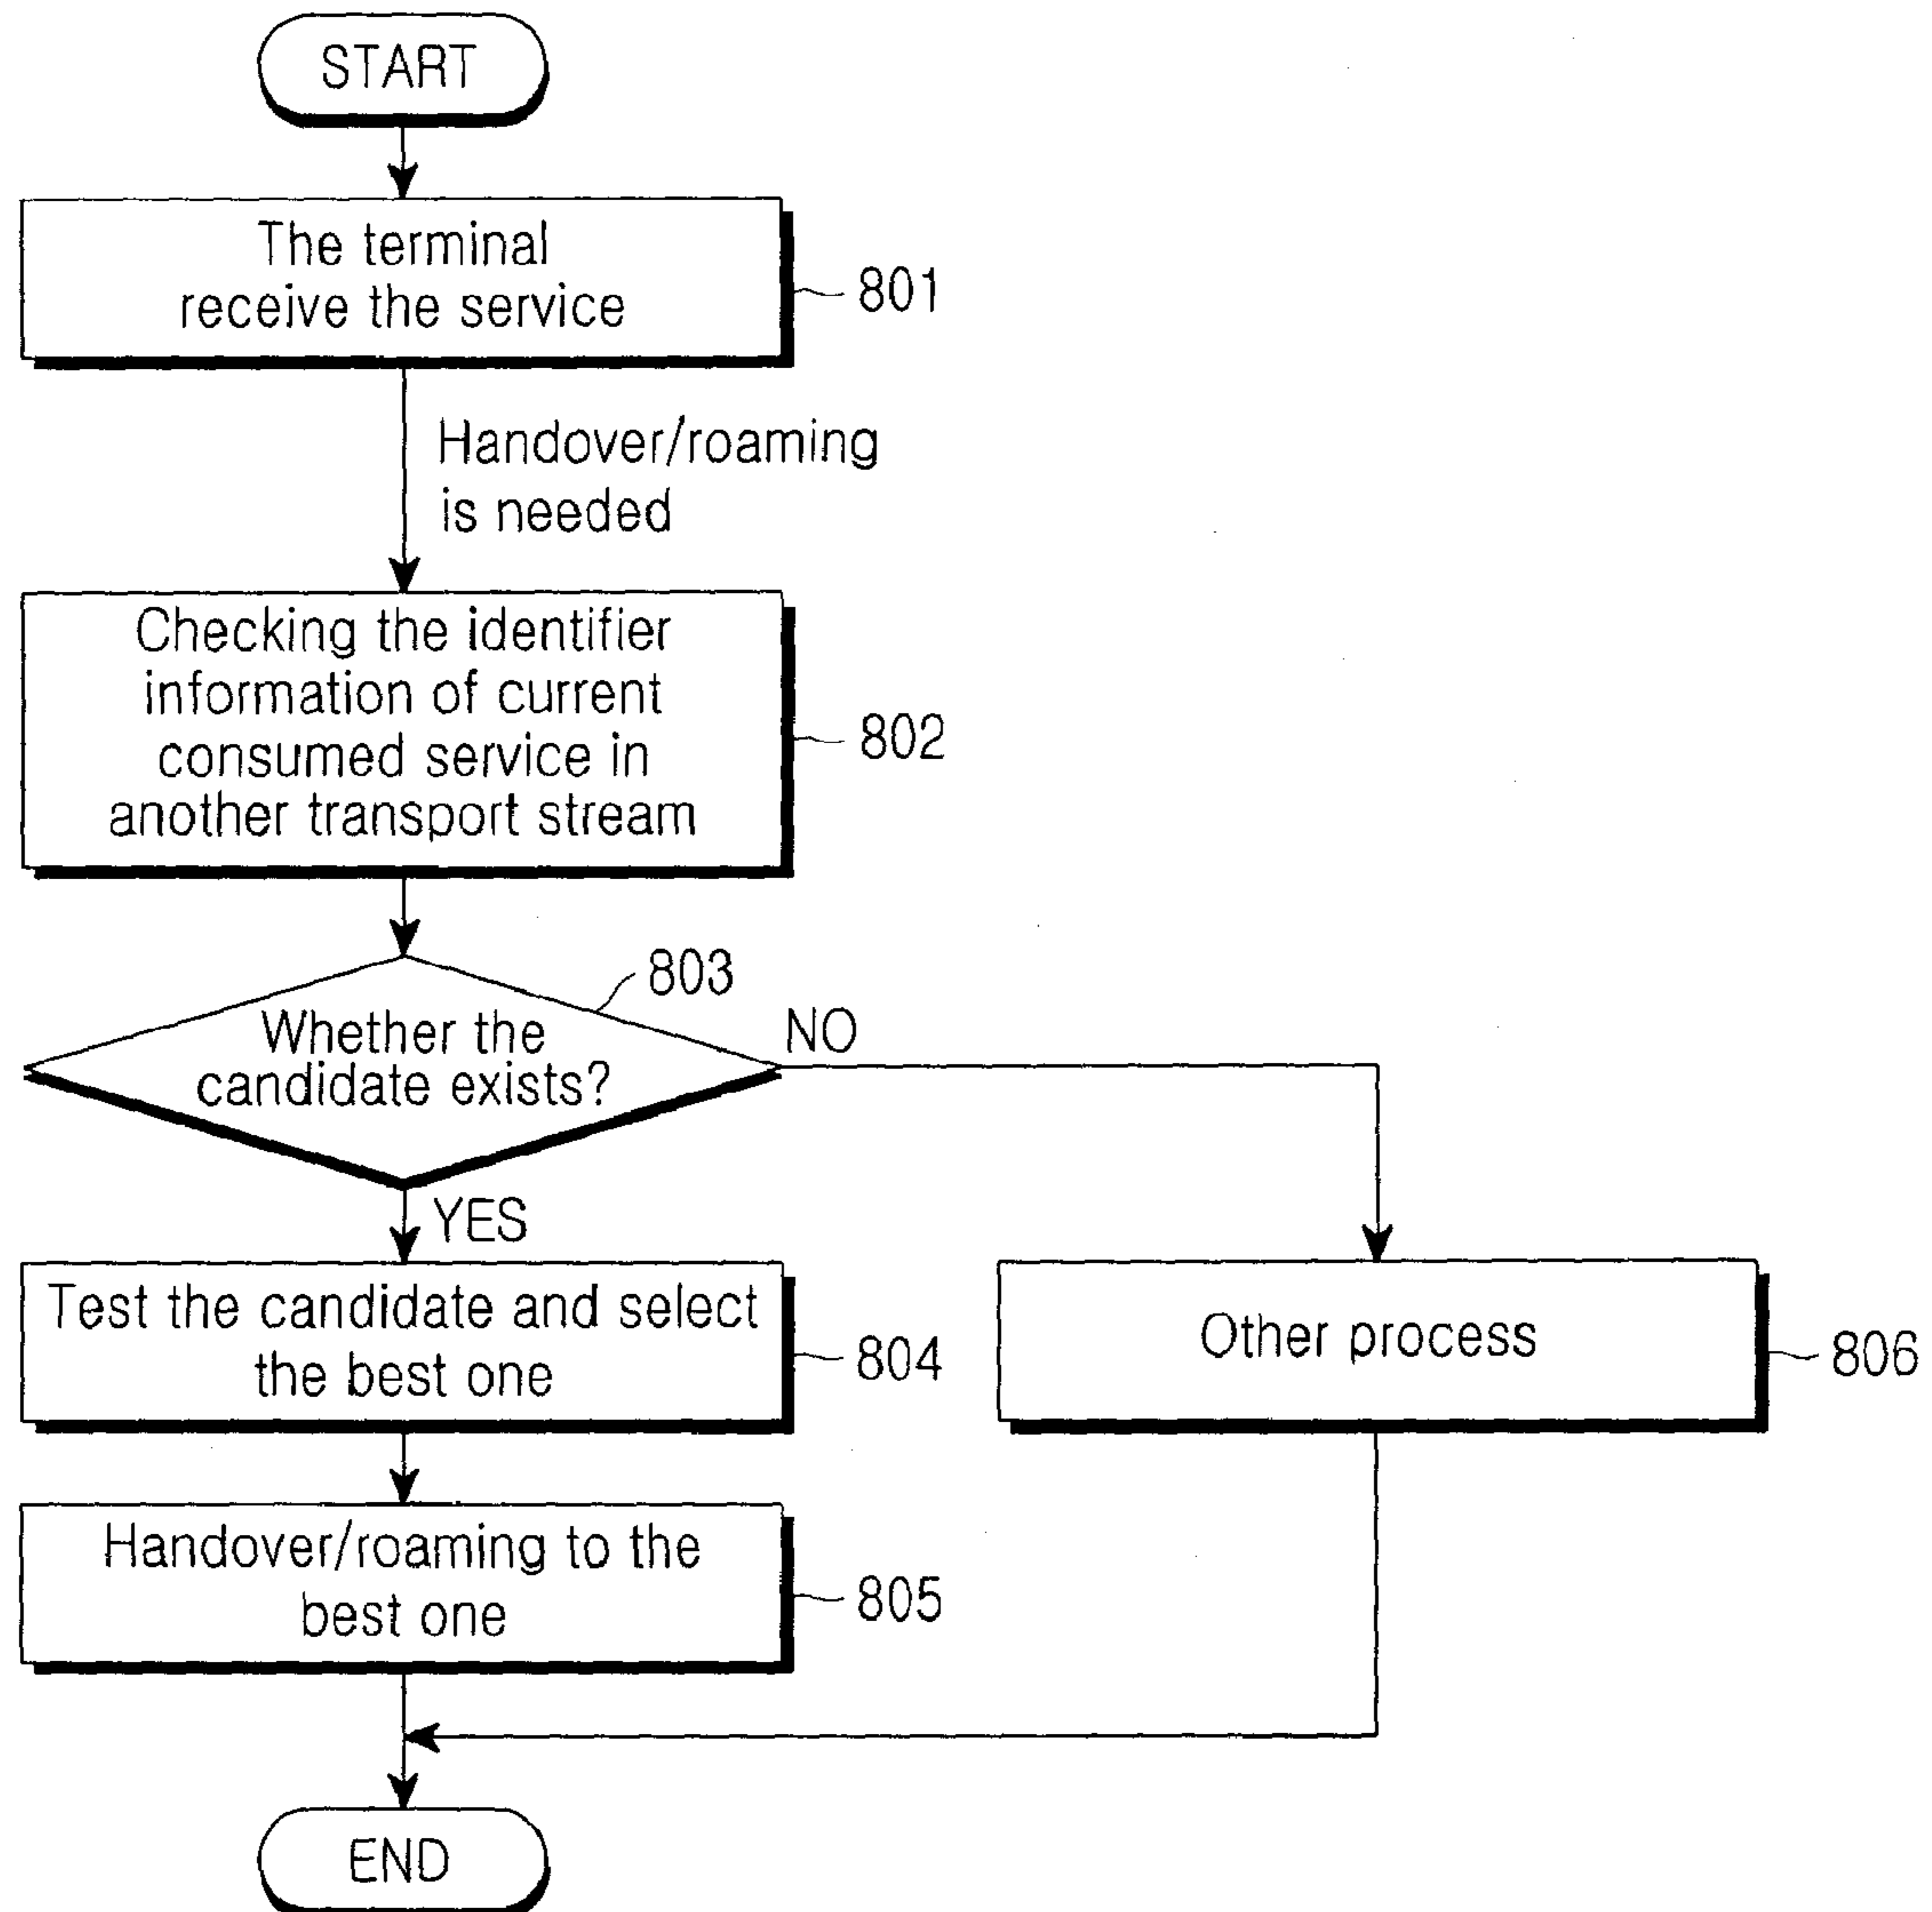 START
The terminal
receive the service
801
Handover/roaming
is needed
Checking the identifier
information of current
consumed service in
another transport stream
802
803
Whether the
candidate exists?
NO
YES
Test the candidate and select
the best one
804
Other process
806
Handover/roaming to the
best one
805
END